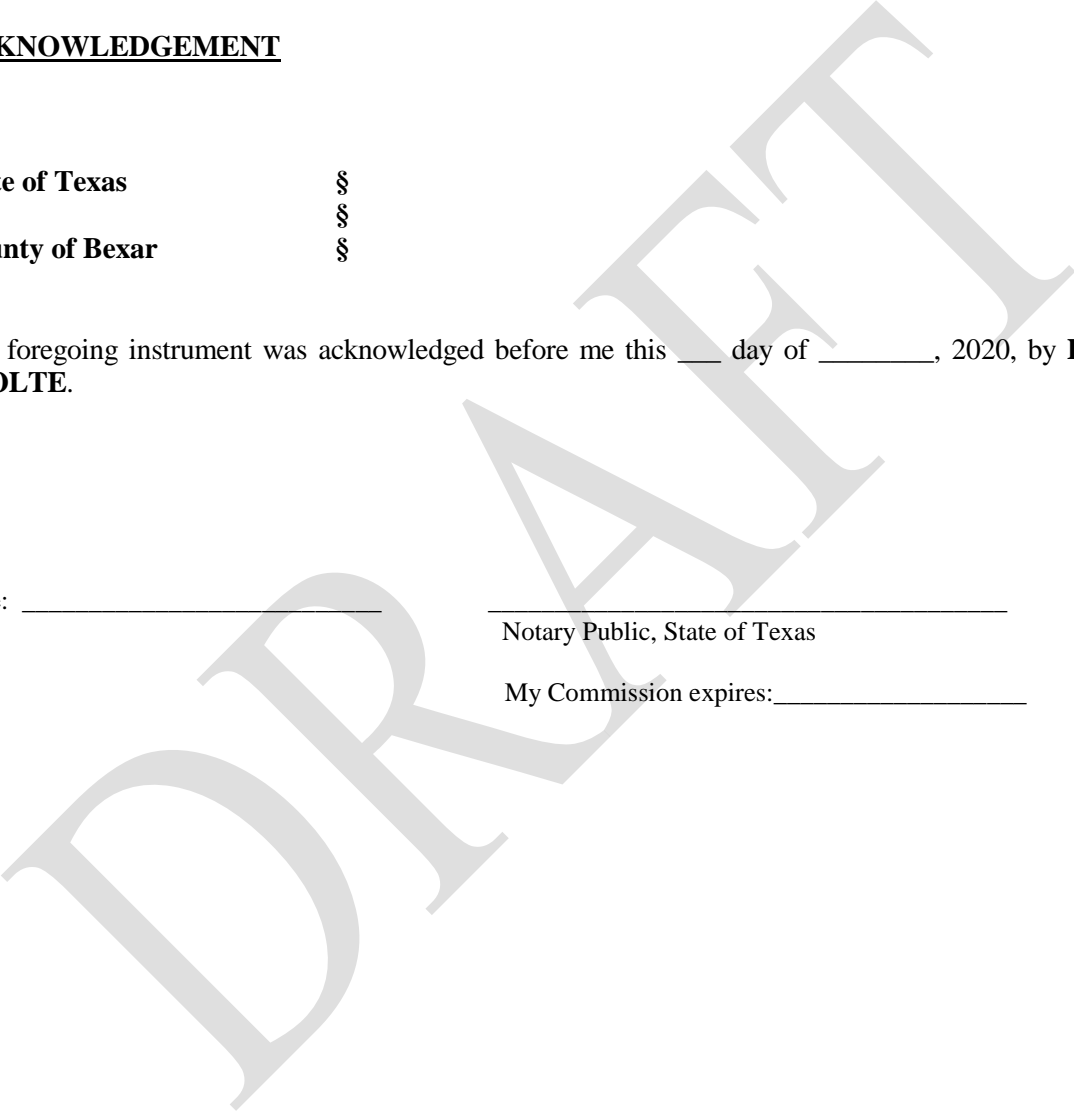 KNOWLEDGEMENT
te of Texas §
§
unty of Bexar §
foregoing instrument was acknowledged before me this ___ day of ________, 2020, by
OLTE.
: ___________________________ _______________________________________
Notary Public, State of Texas
My Commission expires:___________________
DRAFT